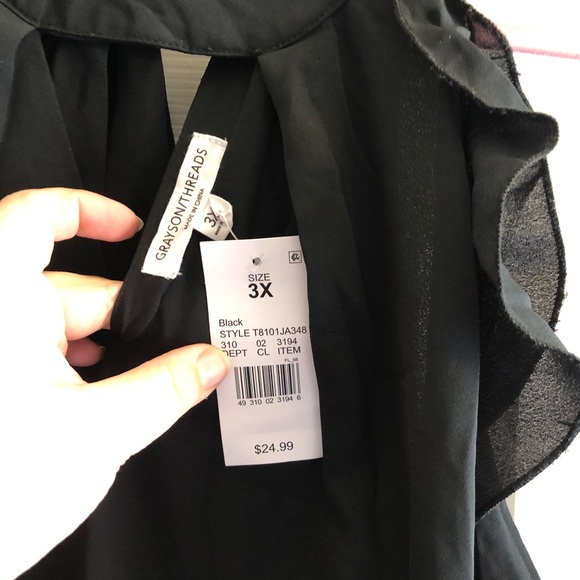 GRAYSON/THREADS
MADE IN CHINA
3X
SIZE
3X
Black
STYLE T8101JA348
310 02 3194
DEPT CL ITEM
FL_08
49 310 02 3194 6
$24.99